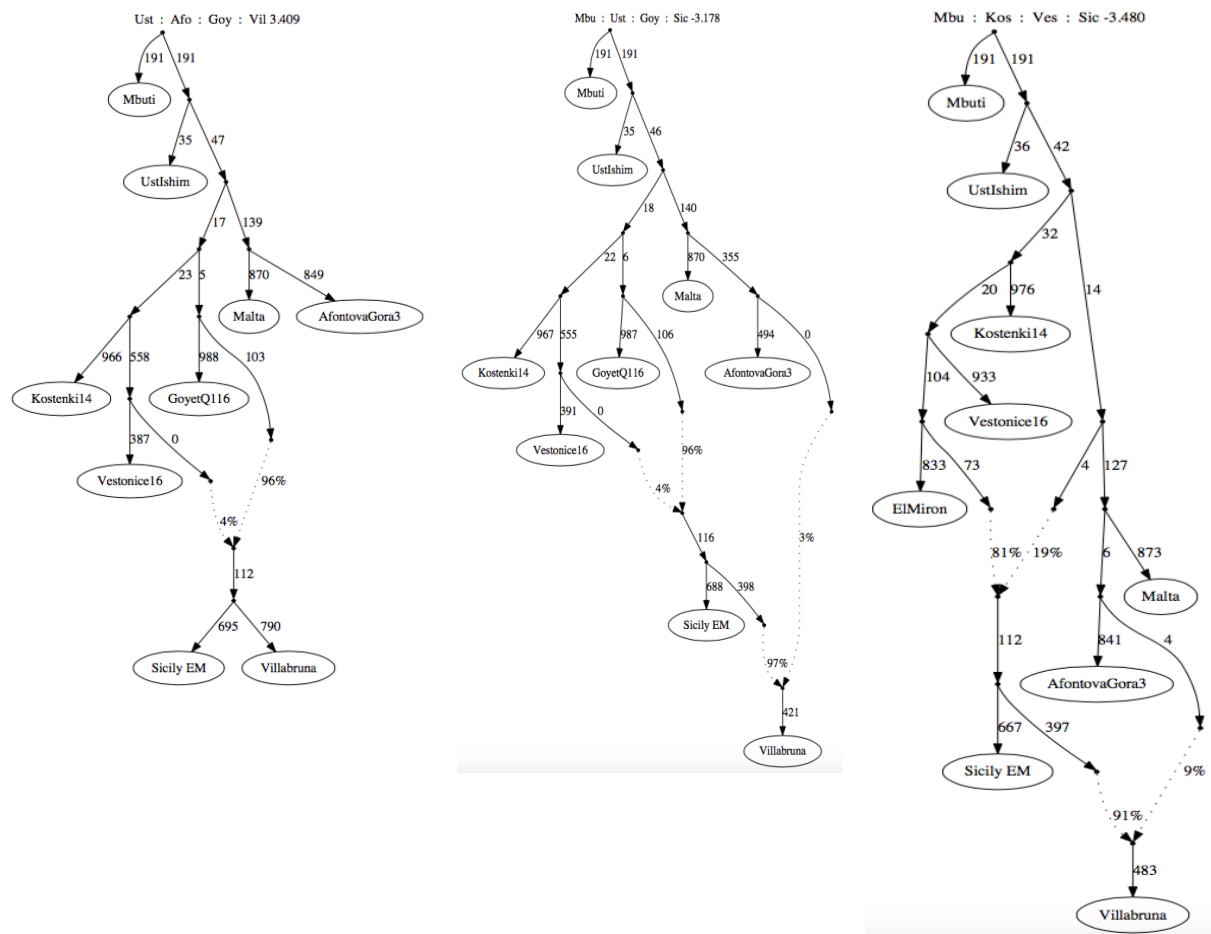 Ust : Afo : Goy : Vil 3.409
191 191
Mbuti
35 47
UstIshim
17 139
23 5 870 849
Malta AfontovaGora3
966 558 988 103
Kostenki14 GoyetQ116
387 0
Vestonice16 96%
4%
112
695 790
Sicily EM Villabruna
Mbu : Ust : Goy : Sic -3.178
191 191
Mbuti
35 46
UstIshim
18 140
22 6 870 355
Malta
967 555 987 106 494 0
Kostenki14 GoyetQ116 AfontovaGora3
391 0
Vestonice16 96%
4%
116 3%
688 398
Sicily EM
97%
421
Villabruna
Mbu : Kos : Ves : Sic -3.480
191 191
Mbuti
36 42
UstIshim
32
20 976 14
Kostenki14
104 933
Vestonice16
833 73 4 127
ElMiron
81% 19% 6 873
Malta
112 841 4
AfontovaGora3
667 397
Sicily EM 9%
91%
483
Villabruna